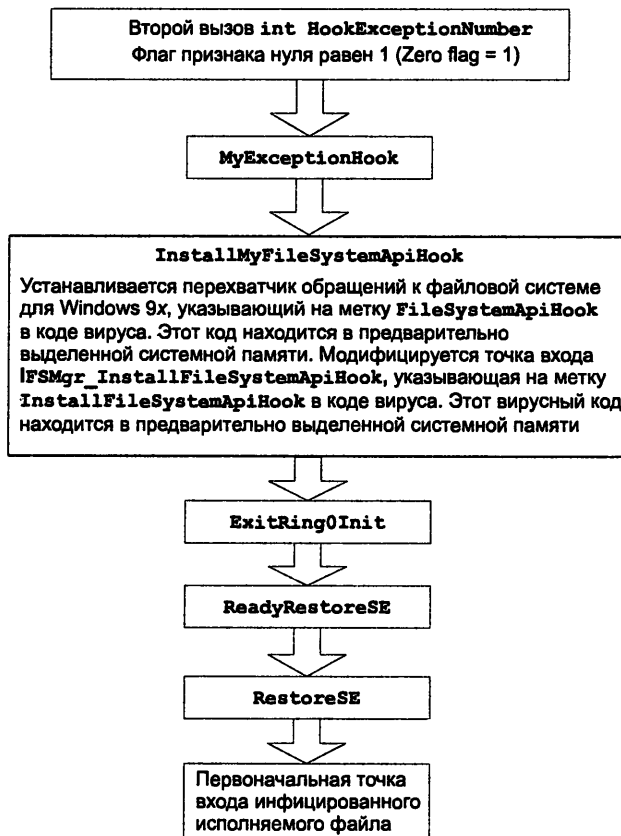 Второй вызов int HookExceptionNumber
Флаг признака нуля равен 1 (Zero flag = 1)
MyExceptionHook
InstallMyFileSystemApiHook
Устанавливается перехватчик обращений к файловой системе
для Windows 9x, указывающий на метку FileSystemApiHook
в коде вируса. Этот код находится в предварительно
выделенной системной памяти. Модифицируется точка входа
IFSMgr_InstallFileSystemApiHook, указывающая на метку
InstallFileSystemApiHook в коде вируса. Этот вирусный код
находится в предварительно выделенной системной памяти
ExitRing0Init
ReadyRestoreSE
RestoreSE
Первоначальная точка
входа инфицированного
исполняемого файла